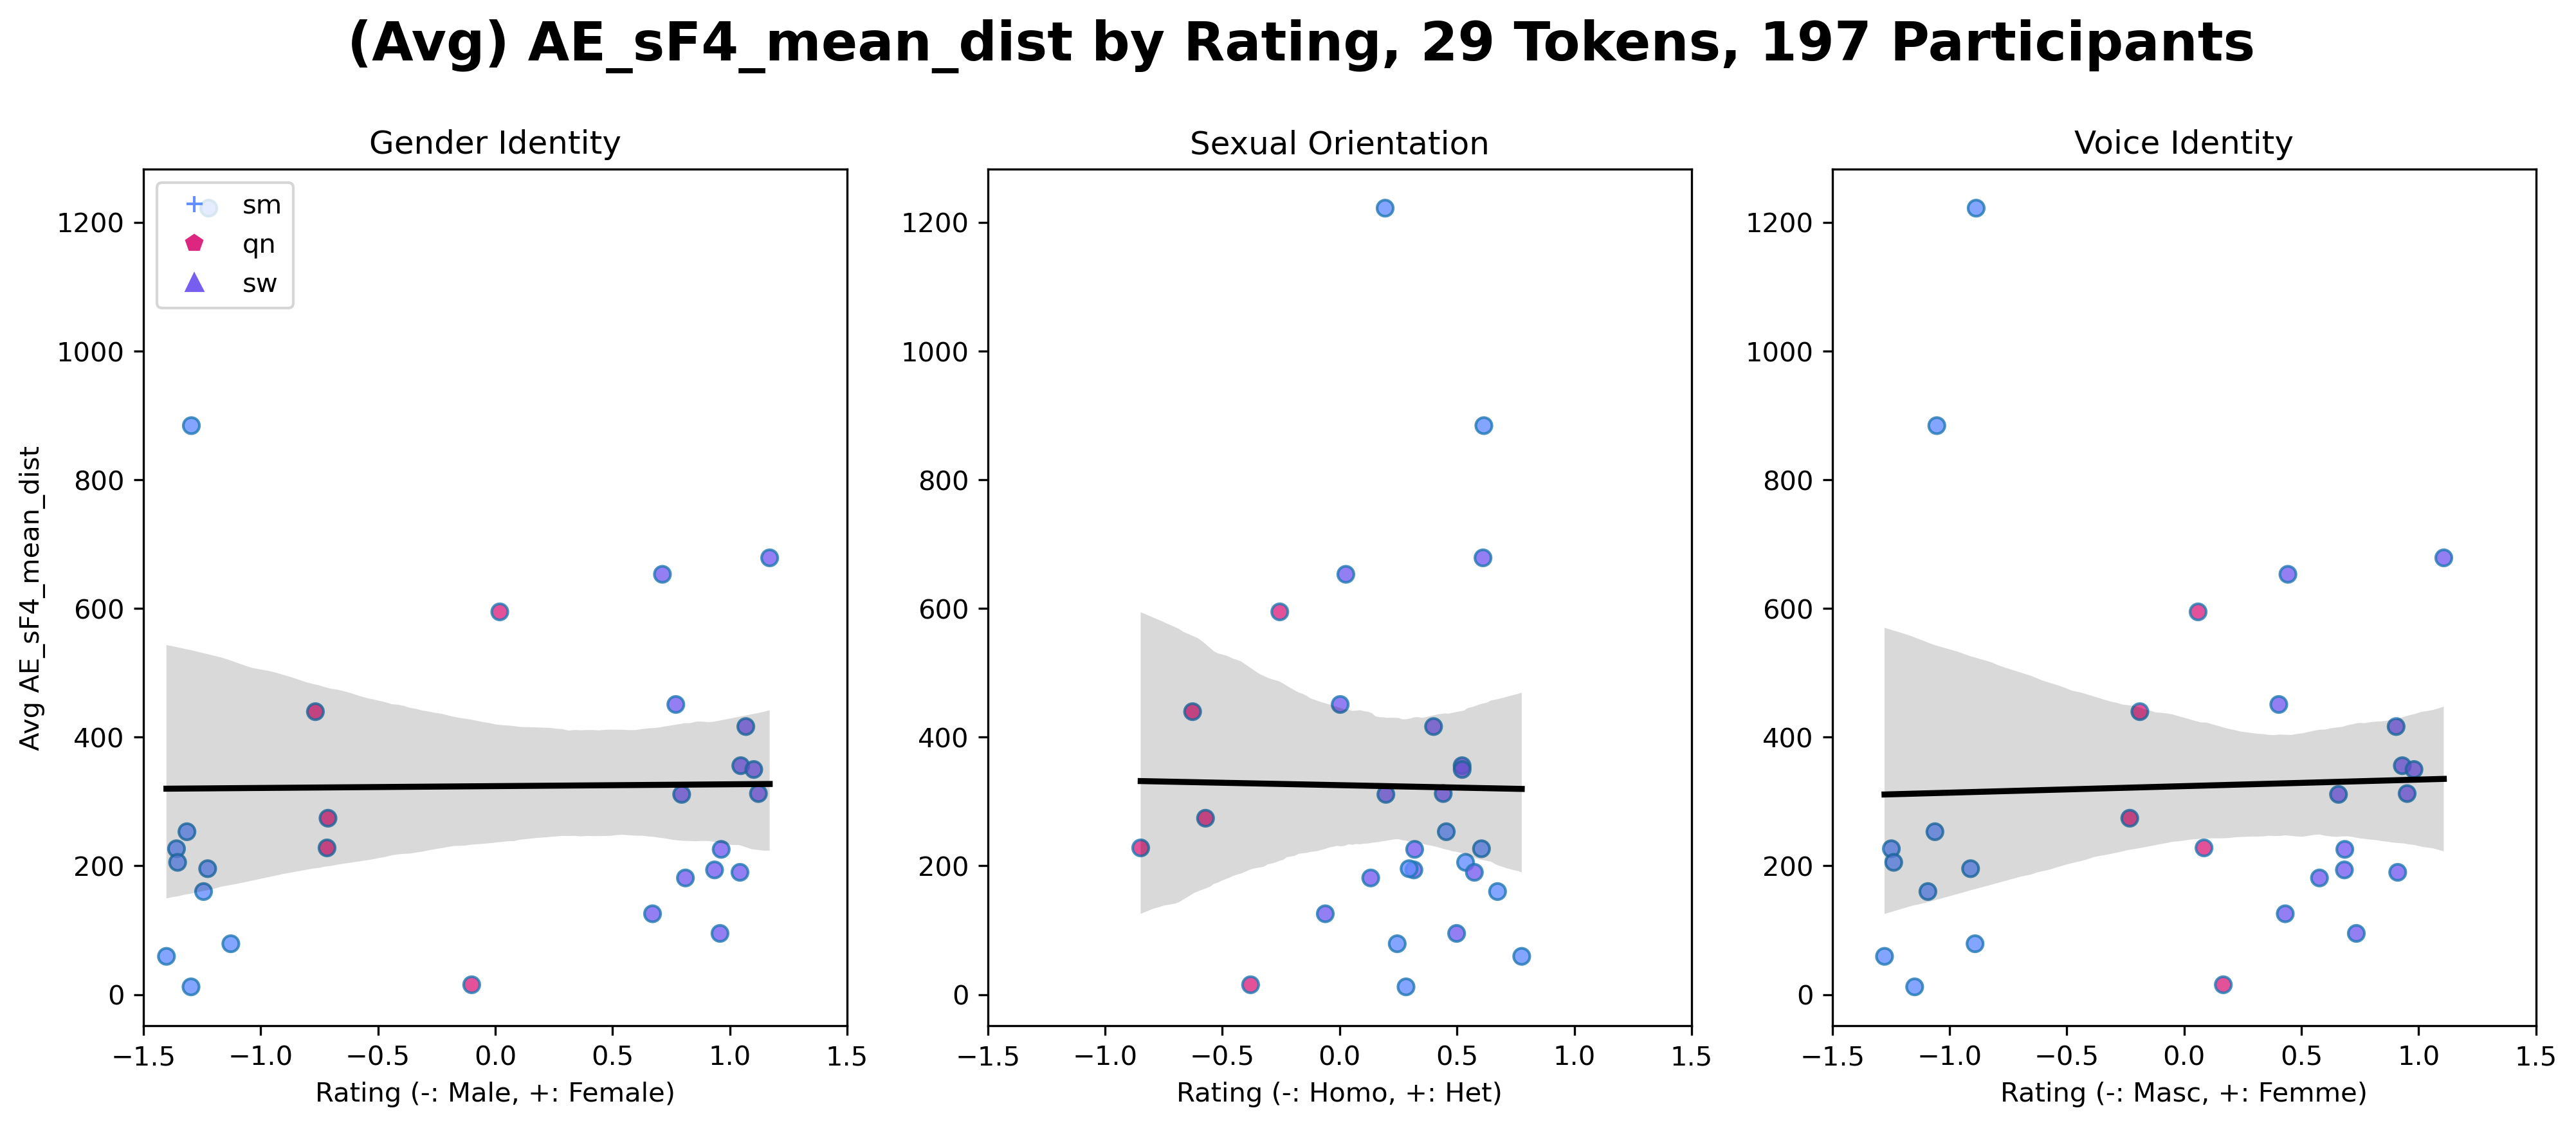 (Avg) AE_sF4_mean_dist by Rating, 29 Tokens, 197 Participants
Gender Identity
Sexual Orientation
Voice Identity
sm
qn
sw
Avg AE_sF4_mean_dist
1200
1000
800
600
400
200
0
1200
1000
800
600
400
200
0
1200
1000
800
600
400
200
0
−1.5 −1.0 −0.5 0.0 0.5 1.0 1.5
−1.5 −1.0 −0.5 0.0 0.5 1.0 1.5
−1.5 −1.0 −0.5 0.0 0.5 1.0 1.5
Rating (-: Male, +: Female)
Rating (-: Homo, +: Het)
Rating (-: Masc, +: Femme)